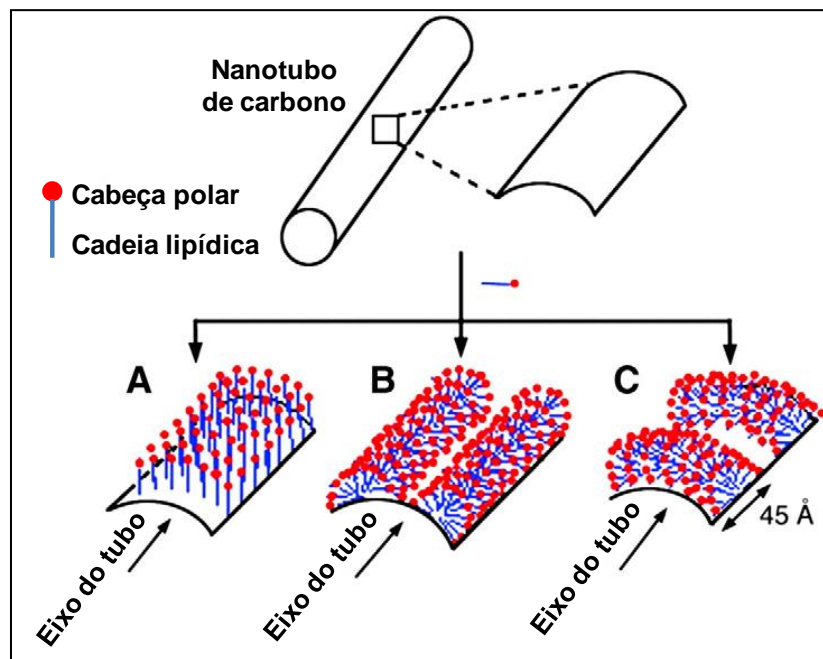 Nanotubo
de carbono
Cabeça polar
Cadeia lipídica
A
B
C
45 Å
Eixo do tubo
Eixo do tubo
Eixo do tubo